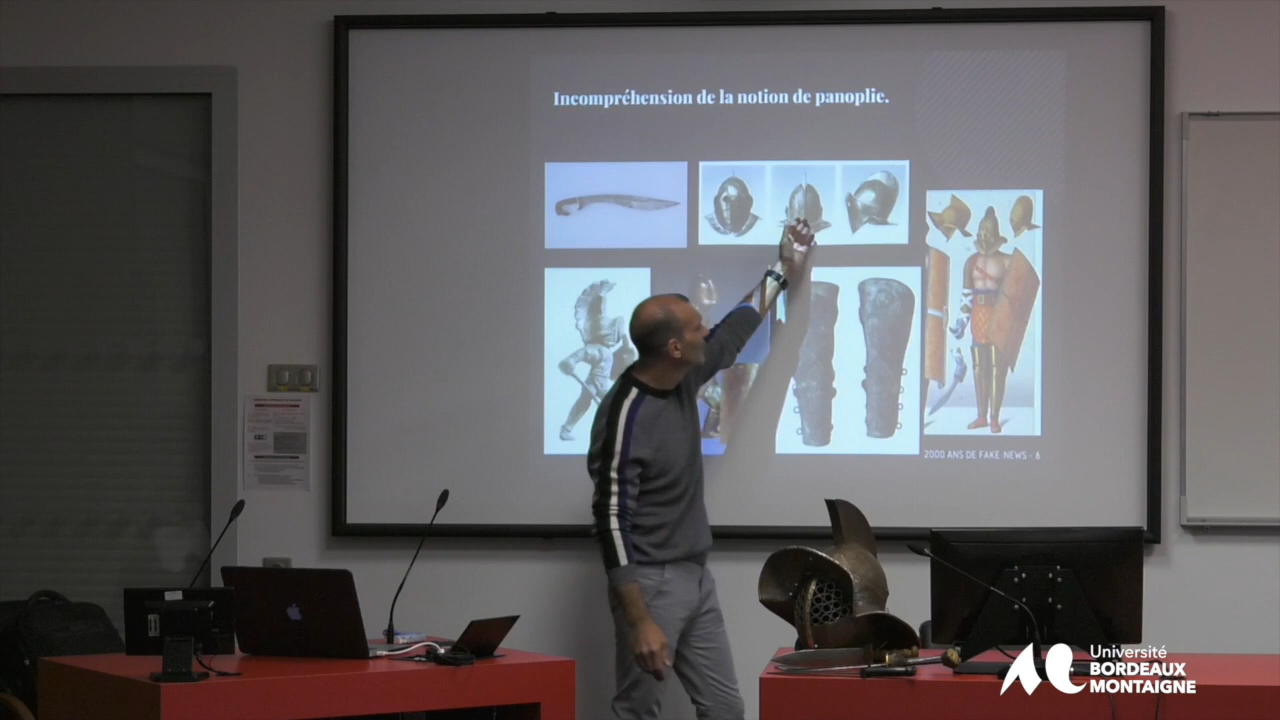 Incompréhension de la notion de panoplie.
2000 ANS DE FAKE NEWS - 6
Université
BORDEAUX
MONTAIGNE